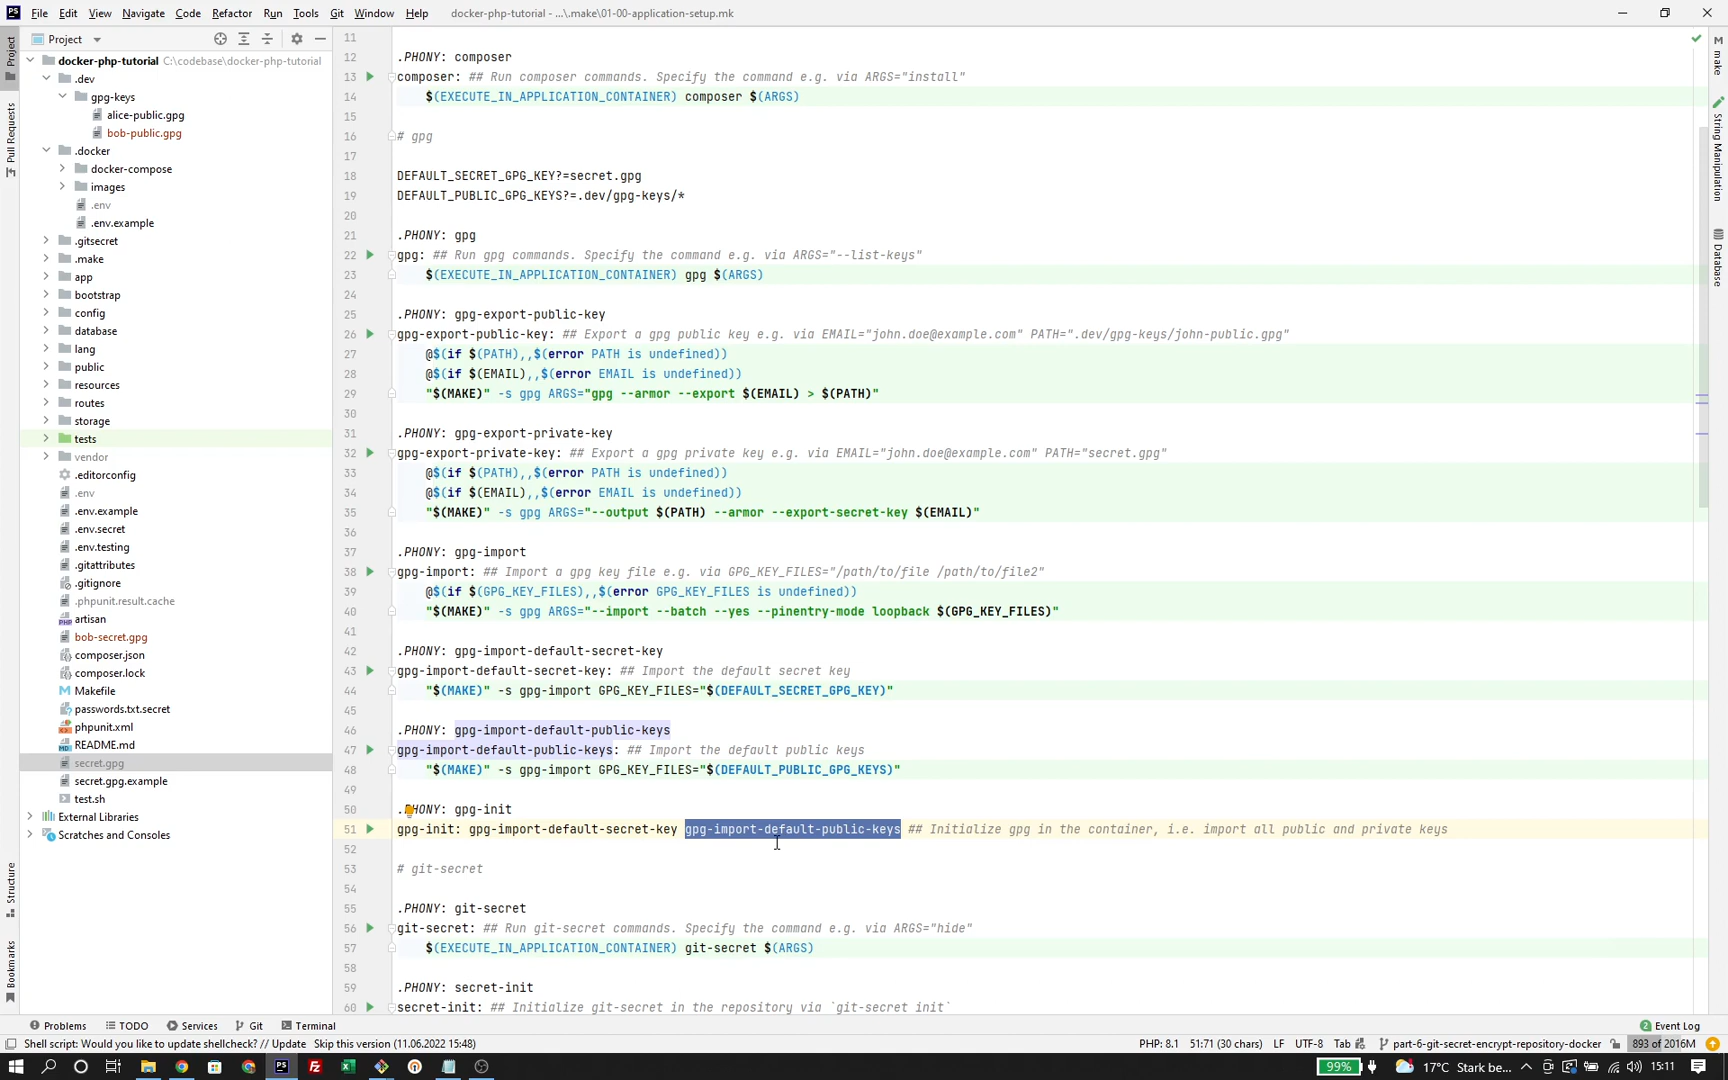 File Edit View Navigate Code Refactor Run Tools Git Window Help docker-php-tutorial - ...\.make\01-00-application-setup.mk
Project
Pull Requests
Structure
Bookmarks
Project
docker-php-tutorial C:\codebase\docker-php-tutorial
.dev
gpg-keys
alice-public.gpg
bob-public.gpg
.docker
docker-compose
images
.env
.env.example
.gitsecret
.make
app
bootstrap
config
database
lang
public
resources
routes
storage
tests
vendor
.editorconfig
.env
.env.example
.env.secret
.env.testing
.gitattributes
.gitignore
.phpunit.result.cache
artisan
bob-secret.gpg
composer.json
composer.lock
Makefile
passwords.txt.secret
phpunit.xml
README.md
secret.gpg
secret.gpg.example
test.sh
External Libraries
Scratches and Consoles
11
12 .PHONY: composer
13 composer: ## Run composer commands. Specify the command e.g. via ARGS="install"
14 $(EXECUTE_IN_APPLICATION_CONTAINER) composer $(ARGS)
15
16 # gpg
17
18 DEFAULT_SECRET_GPG_KEY?=secret.gpg
19 DEFAULT_PUBLIC_GPG_KEYS?=.dev/gpg-keys/*
20
21 .PHONY: gpg
22 gpg: ## Run gpg commands. Specify the command e.g. via ARGS="--list-keys"
23 $(EXECUTE_IN_APPLICATION_CONTAINER) gpg $(ARGS)
24
25 .PHONY: gpg-export-public-key
26 gpg-export-public-key: ## Export a gpg public key e.g. via EMAIL="john.doe@example.com" PATH=".dev/gpg-keys/john-public.gpg"
27 @$(if $(PATH),,$(error PATH is undefined))
28 @$(if $(EMAIL),,$(error EMAIL is undefined))
29 "$(MAKE)" -s gpg ARGS="gpg --armor --export $(EMAIL) > $(PATH)"
30
31 .PHONY: gpg-export-private-key
32 gpg-export-private-key: ## Export a gpg private key e.g. via EMAIL="john.doe@example.com" PATH="secret.gpg"
33 @$(if $(PATH),,$(error PATH is undefined))
34 @$(if $(EMAIL),,$(error EMAIL is undefined))
35 "$(MAKE)" -s gpg ARGS="--output $(PATH) --armor --export-secret-key $(EMAIL)"
36
37 .PHONY: gpg-import
38 gpg-import: ## Import a gpg key file e.g. via GPG_KEY_FILES="/path/to/file /path/to/file2"
39 @$(if $(GPG_KEY_FILES),,$(error GPG_KEY_FILES is undefined))
40 "$(MAKE)" -s gpg ARGS="--import --batch --yes --pinentry-mode loopback $(GPG_KEY_FILES)"
41
42 .PHONY: gpg-import-default-secret-key
43 gpg-import-default-secret-key: ## Import the default secret key
44 "$(MAKE)" -s gpg-import GPG_KEY_FILES="$(DEFAULT_SECRET_GPG_KEY)"
45
46 .PHONY: gpg-import-default-public-keys
47 gpg-import-default-public-keys: ## Import the default public keys
48 "$(MAKE)" -s gpg-import GPG_KEY_FILES="$(DEFAULT_PUBLIC_GPG_KEYS)"
49
50 .PHONY: gpg-init
51 gpg-init: gpg-import-default-secret-key gpg-import-default-public-keys ## Initialize gpg in the container, i.e. import all public and private keys
52
53 # git-secret
54
55 .PHONY: git-secret
56 git-secret: ## Run git-secret commands. Specify the command e.g. via ARGS="hide"
57 $(EXECUTE_IN_APPLICATION_CONTAINER) git-secret $(ARGS)
58
59 .PHONY: secret-init
60 secret-init: ## Initialize git-secret in the repository via `git-secret init`
make
String Manipulation
Database
Problems TODO Services Git Terminal 2 Event Log
Shell script: Would you like to update shellcheck? // Update Skip this version (11.06.2022 15:48) PHP: 8.1 51:71 (30 chars) LF UTF-8 Tab part-6-git-secret-encrypt-repository-docker 893 of 2016M
99% 17°C Stark be... 15:11